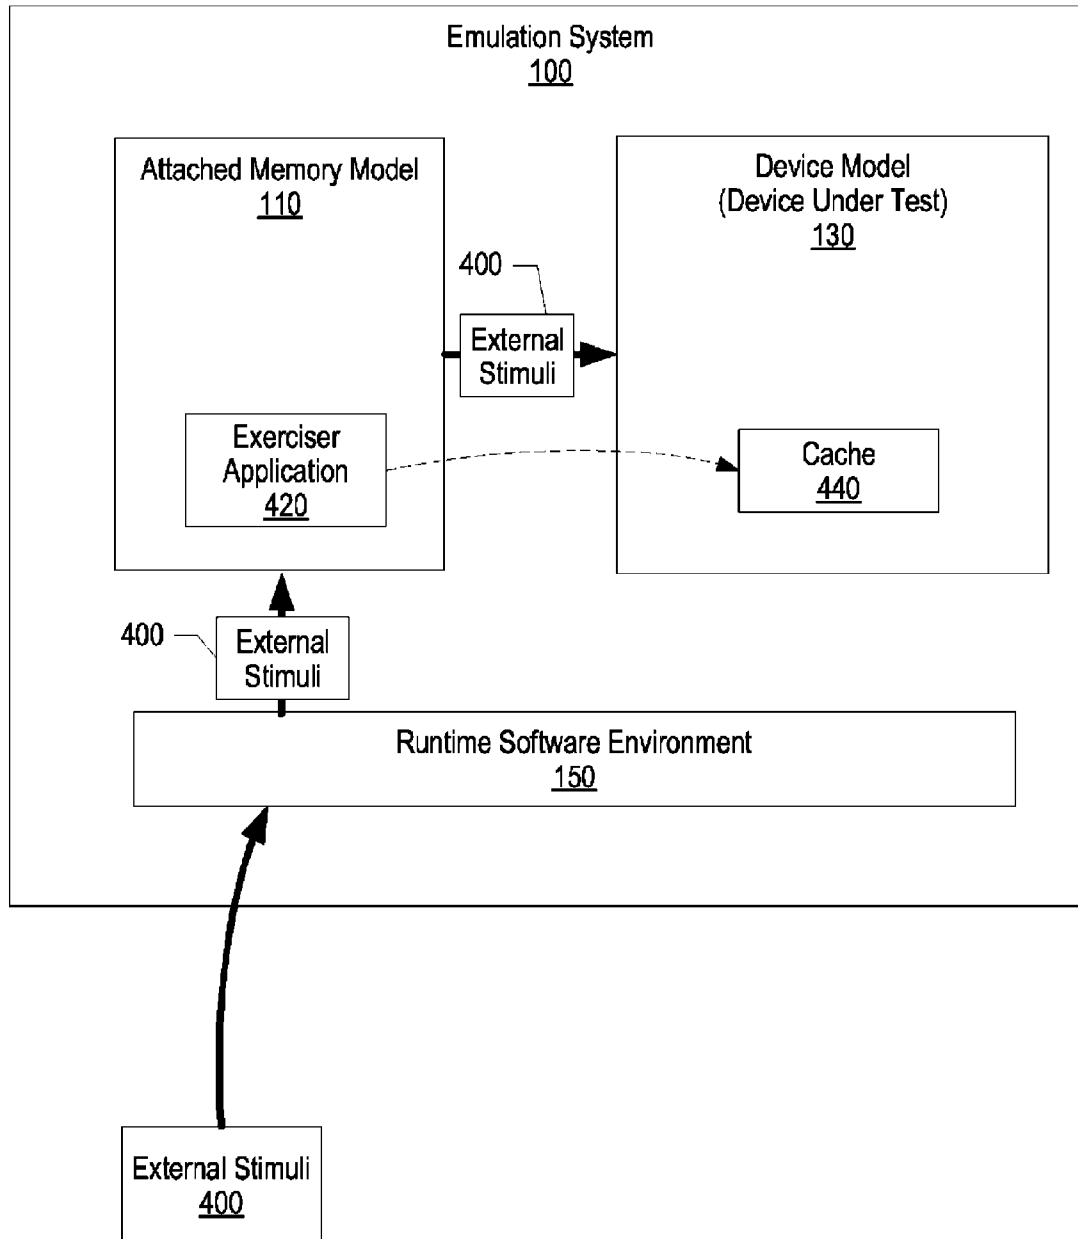 Emulation System
100
Attached Memory Model
110
Device Model
(Device Under Test)
130
400
External
Stimuli
Exerciser
Application
420
Cache
440
400
External
Stimuli
Runtime Software Environment
150
External Stimuli
400